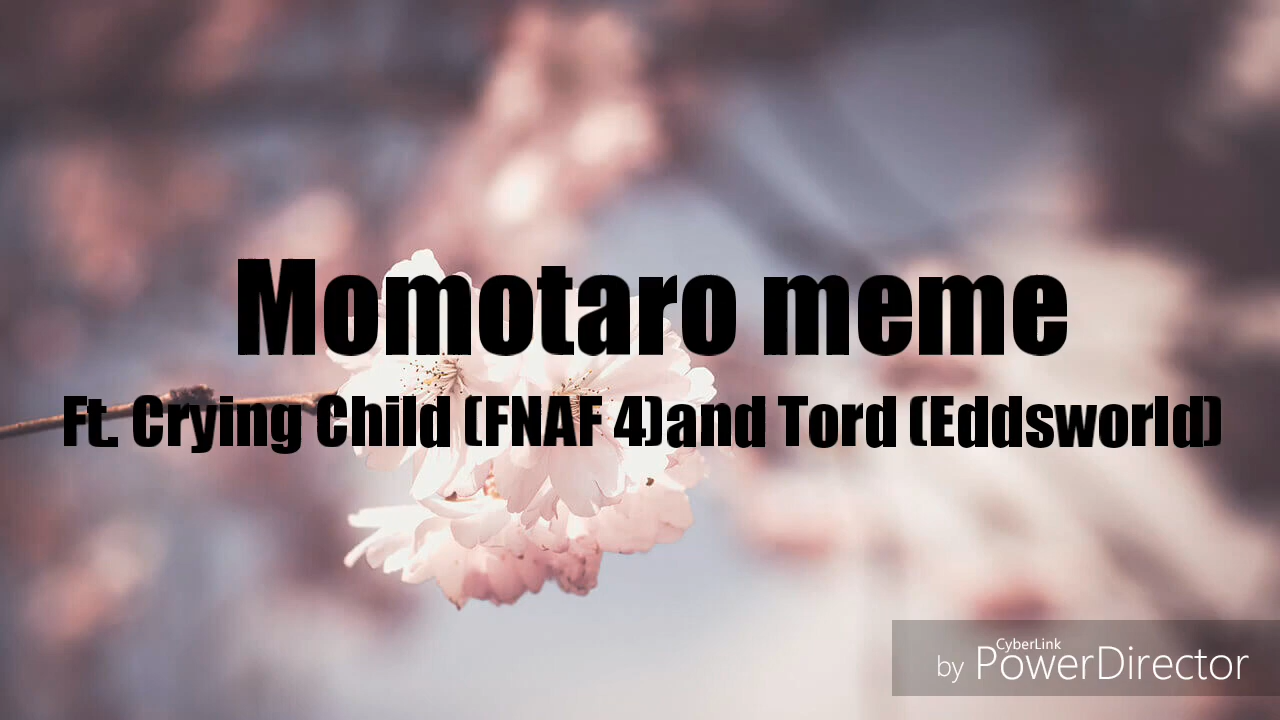 Momotaro meme
Ft. Crying Child (FNAF 4)and Tord (Eddsworld)
CyberLink
by PowerDirector